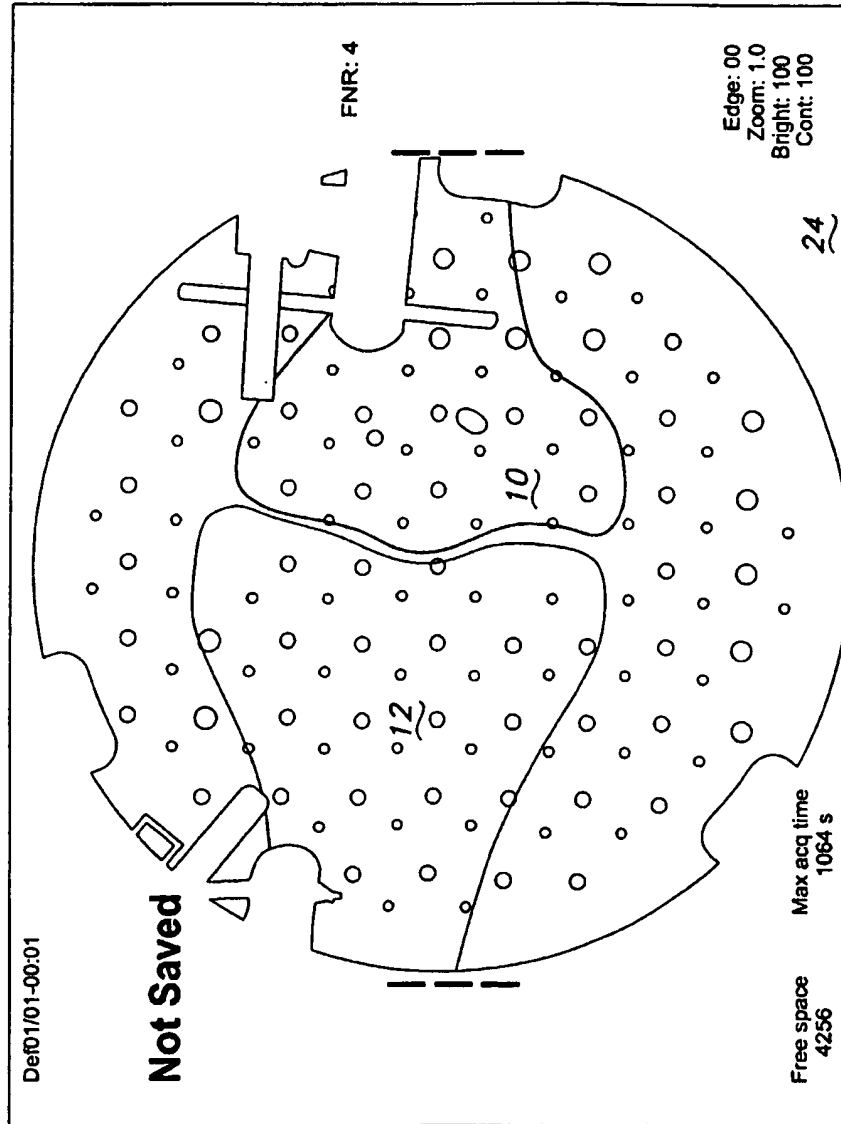 Def01/01-00:01
Not Saved
FNR: 4
12
10
24
Free space
4256
Max acq time
1064 s
Edge: 00
Zoom: 1.0
Bright: 100
Cont: 100